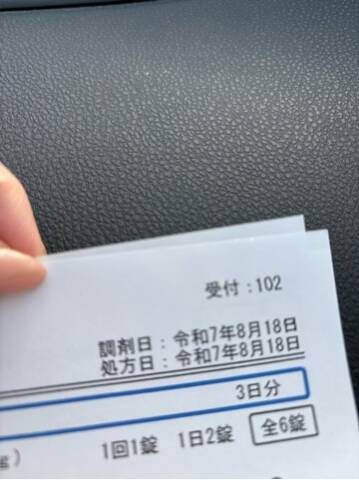 受付:102
調剤日:令和7年8月18日
処方日:令和7年8月18日
3日分
g) 1回1錠 1日2錠 全6錠